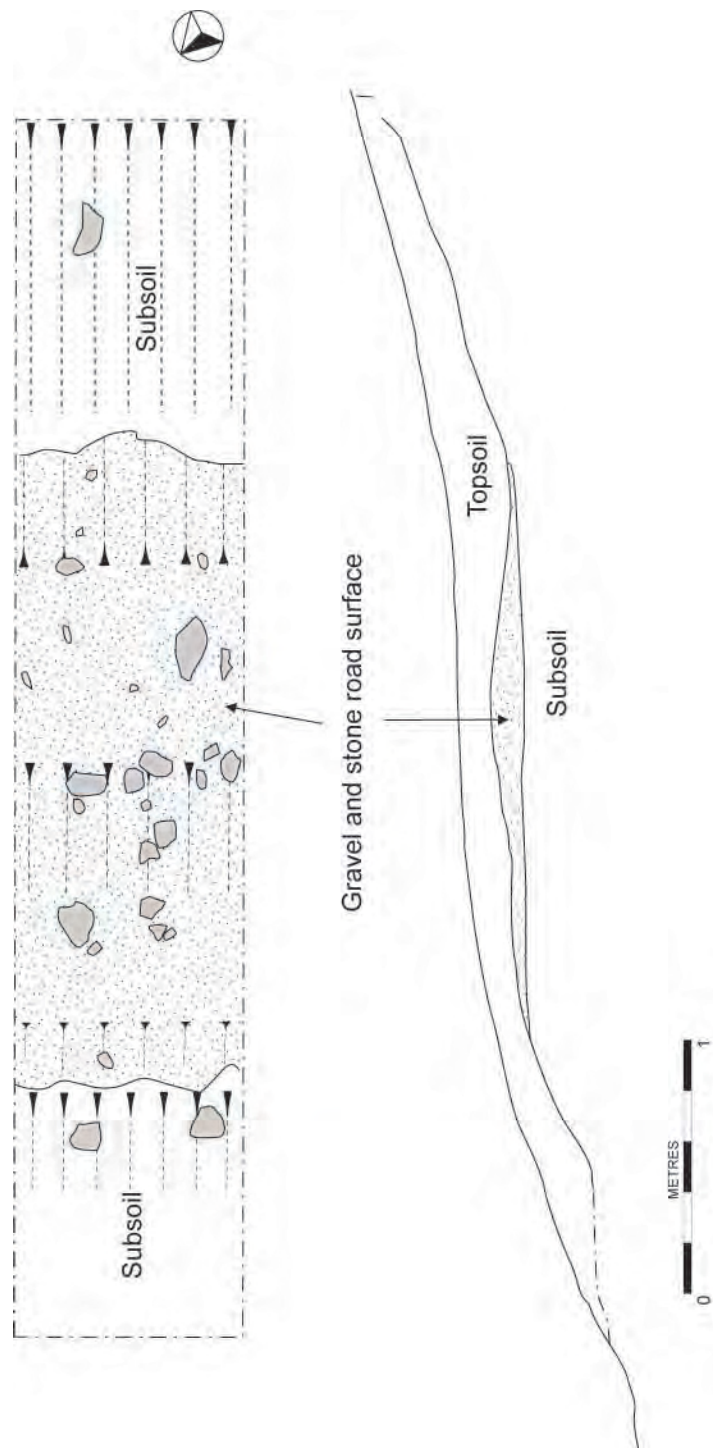 Subsoil
Subsoil
Gravel and stone road surface
Topsoil
Subsoil
METRES
0
1